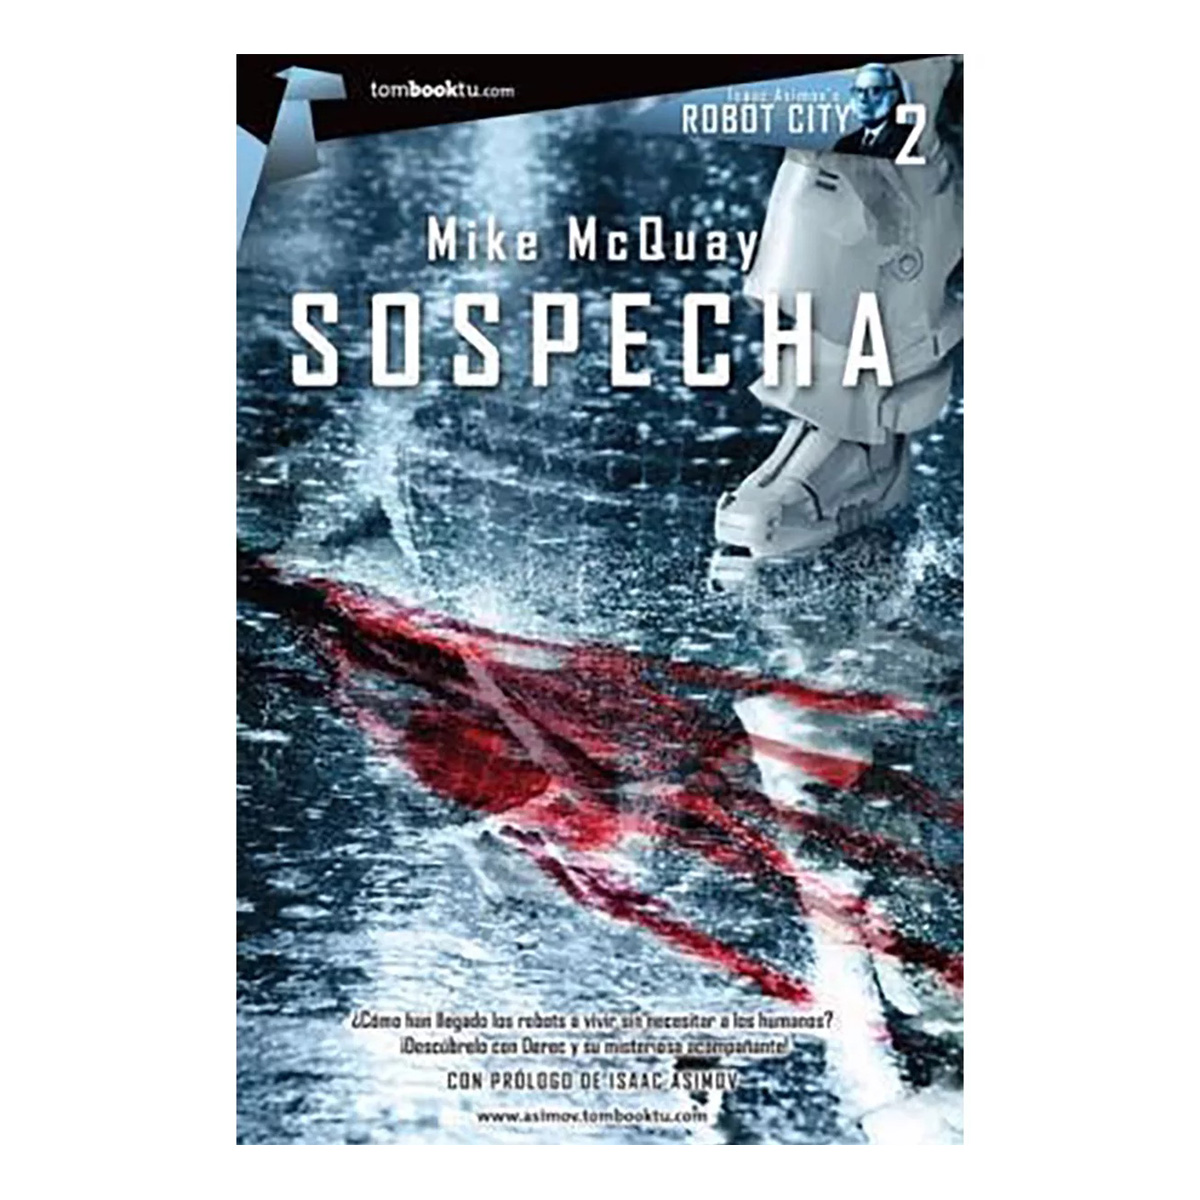 tombooktu.com
Isaac Asimov's
ROBOT CITY
2
Mike McQuay
SOSPECHA
¿Cómo han llegado los robots a vivir sin necesitar a los humanos?
¡Descúbrelo con Derec y su misteriosa acompañante!
CON PRÓLOGO DE ISAAC ASIMOV
www.asimov.tombooktu.com